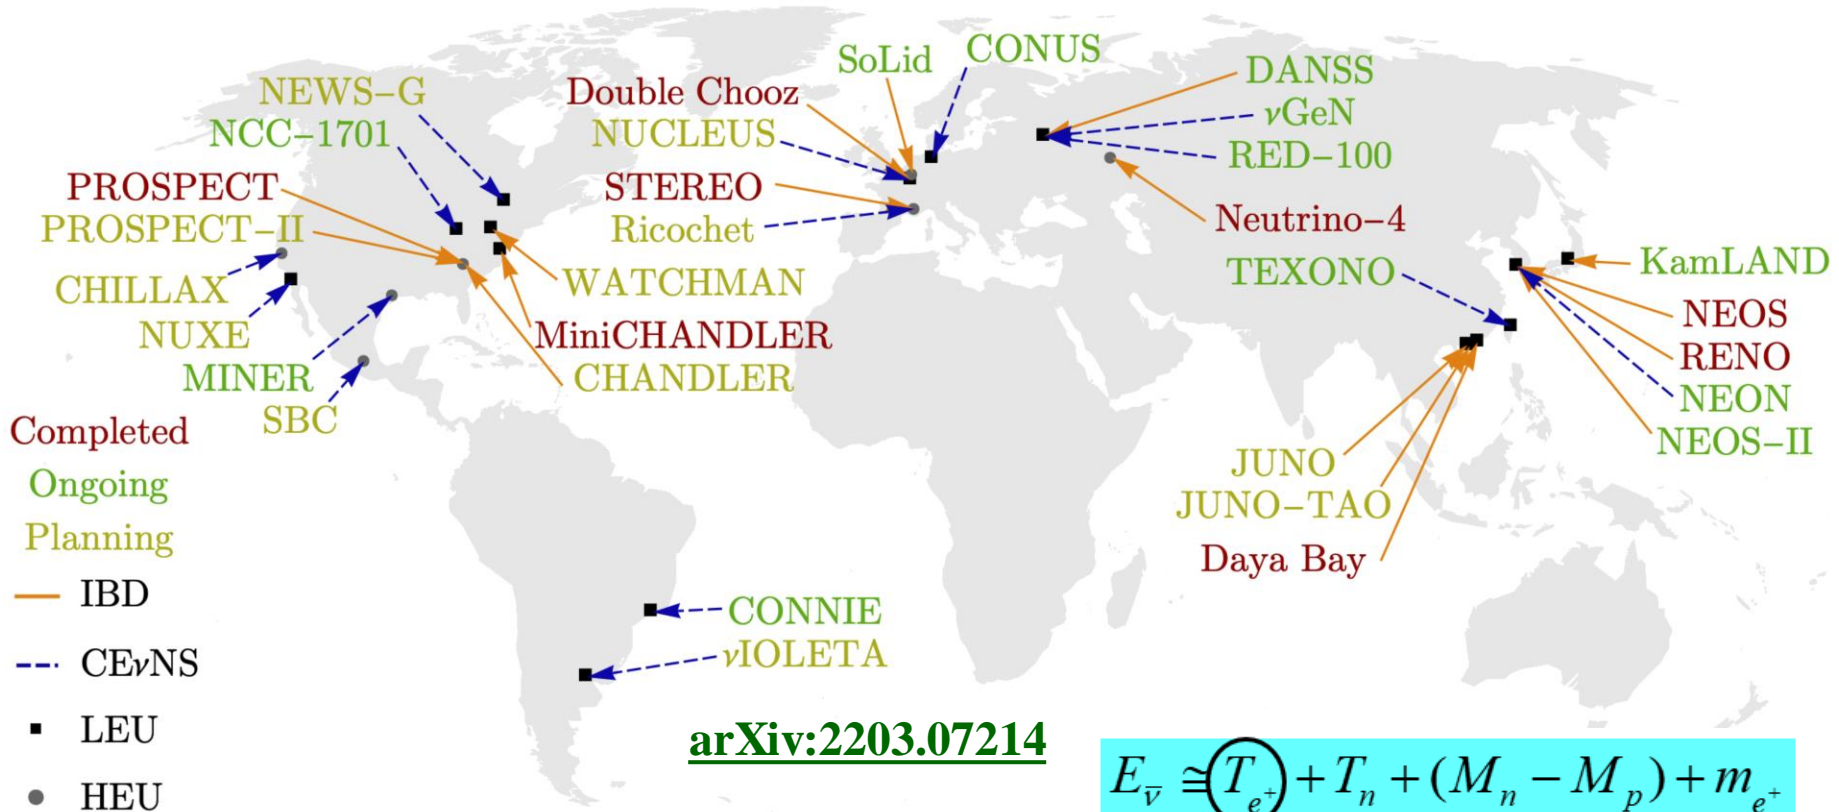 SoLid
CONUS
NEWS−G
Double Chooz
DANSS
NCC−1701
NUCLEUS
νGeN
RED−100
PROSPECT
STEREO
PROSPECT−II
Ricochet
Neutrino−4
CHILLAX
WATCHMAN
TEXONO
KamLAND
NUXE
MiniCHANDLER
NEOS
MINER
CHANDLER
RENO
SBC
NEON
NEOS−II
Completed
Ongoing
Planning
IBD
CEνNS
LEU
HEU
JUNO
JUNO−TAO
Daya Bay
CONNIE
νIOLETA
arXiv:2203.07214
E_ν̄ ≅ T_e⁺ + T_n + (M_n − M_p) + m_e⁺